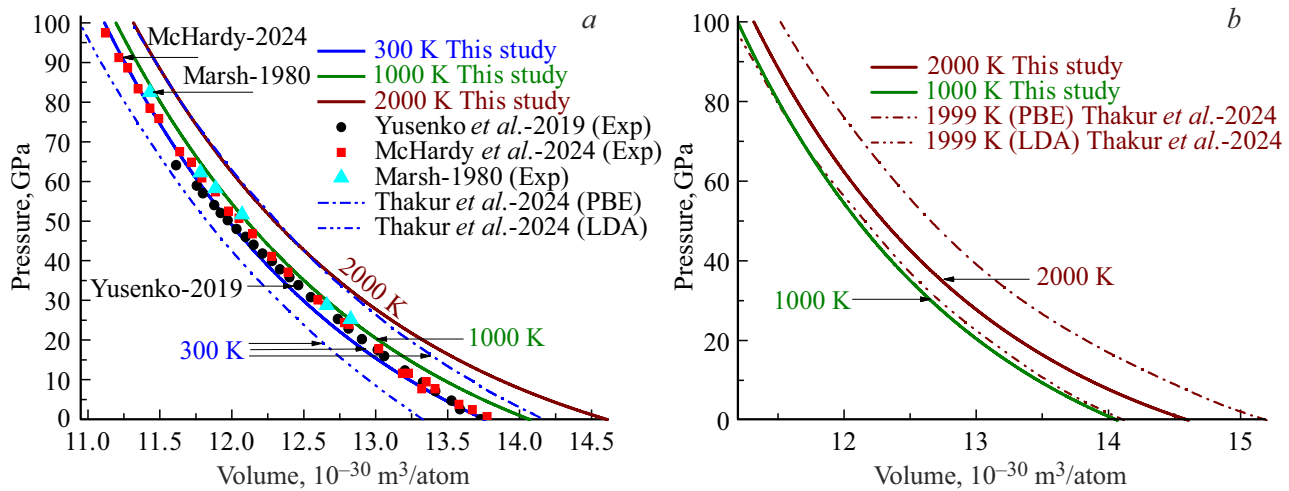 a
Pressure, GPa
100
90
80
70
60
50
40
30
20
10
0
McHardy-2024
Marsh-1980
300 K This study
1000 K This study
2000 K This study
Yusenko et al.-2019 (Exp)
McHardy et al.-2024 (Exp)
Marsh-1980 (Exp)
Thakur et al.-2024 (PBE)
Thakur et al.-2024 (LDA)
2000 K
Yusenko-2019
1000 K
300 K
11.0 11.5 12.0 12.5 13.0 13.5 14.0 14.5
Volume, 10–30 m3/atom
b
Pressure, GPa
100
80
60
40
20
0
2000 K This study
1000 K This study
1999 K (PBE) Thakur et al.-2024
1999 K (LDA) Thakur et al.-2024
2000 K
1000 K
12 13 14 15
Volume, 10–30 m3/atom